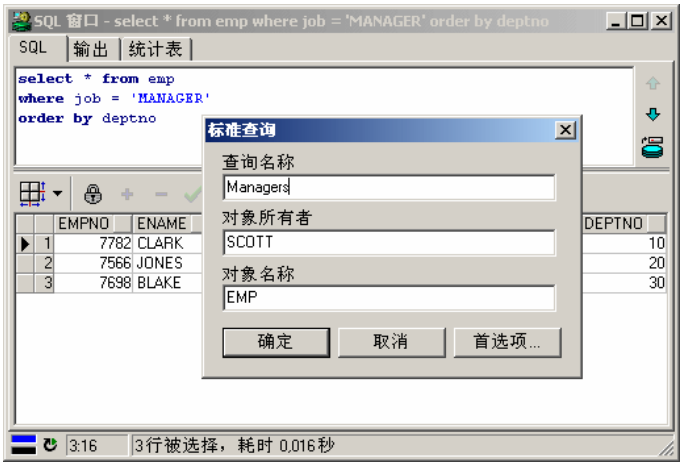 SQL 窗口 - select * from emp where job = 'MANAGER' order by deptno
SQL 输出 统计表
select * from emp
where job = 'MANAGER'
order by deptno
标准查询
查询名称
Managers
对象所有者
SCOTT
对象名称
EMP
确定 取消 首选项...
EMPNO ENAME DEPTNO
1 7782 CLARK 10
2 7566 JONES 20
3 7698 BLAKE 30
3:16 3行被选择，耗时 0.016秒